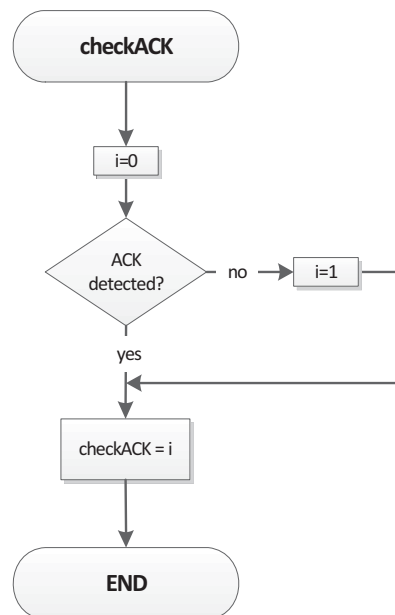 checkACK
i=0
ACK
detected?
no
i=1
yes
checkACK = i
END